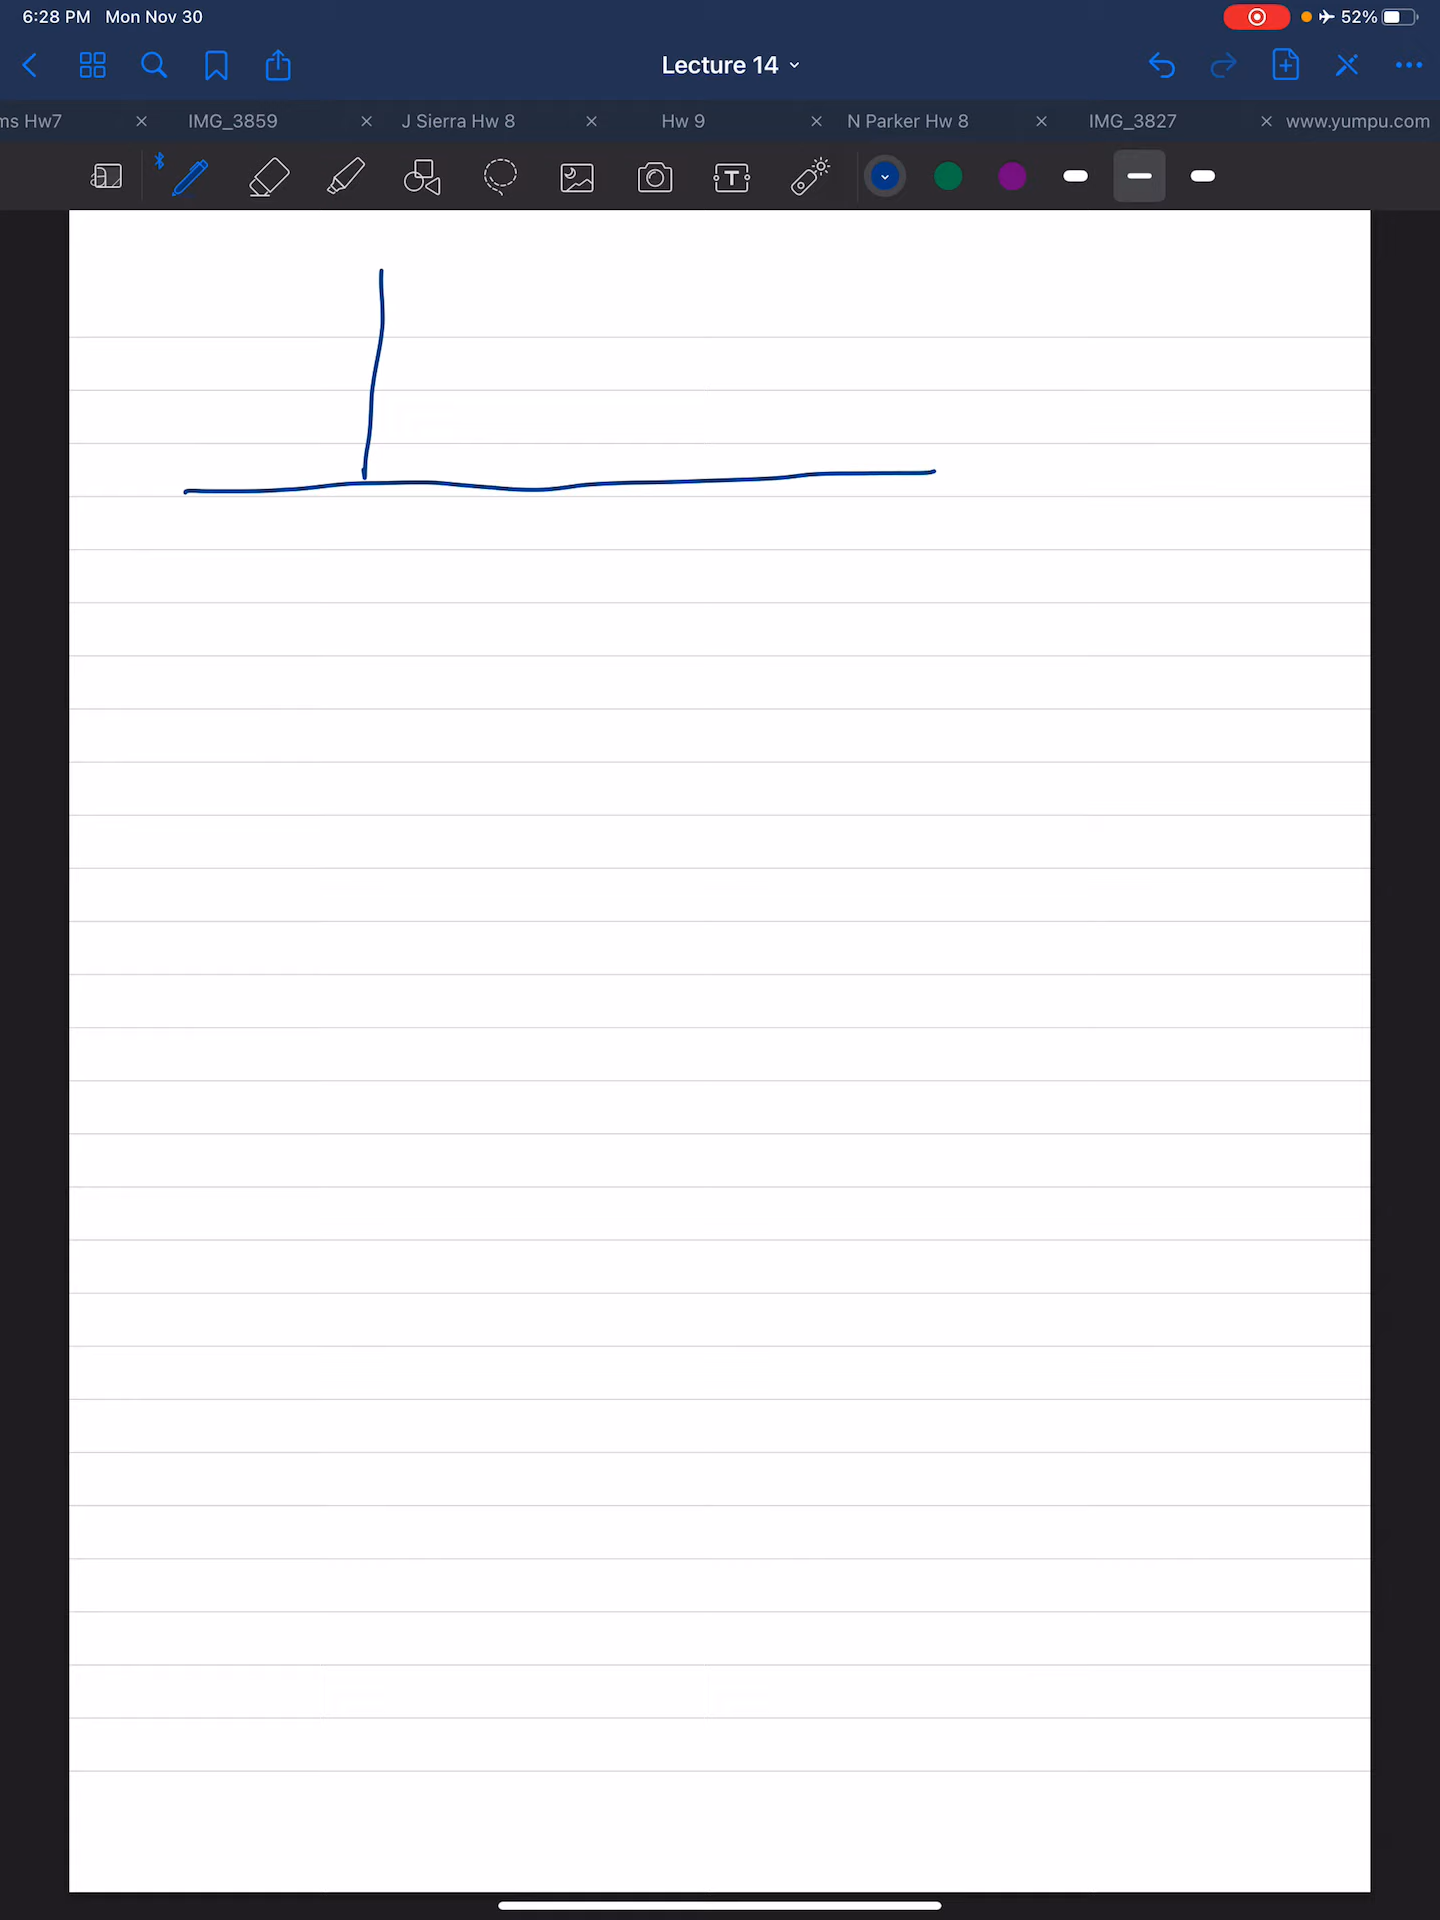 6:28 PM Mon Nov 30
52%
Lecture 14
ms Hw7
IMG_3859
J Sierra Hw 8
Hw 9
N Parker Hw 8
IMG_3827
www.yumpu.com
T